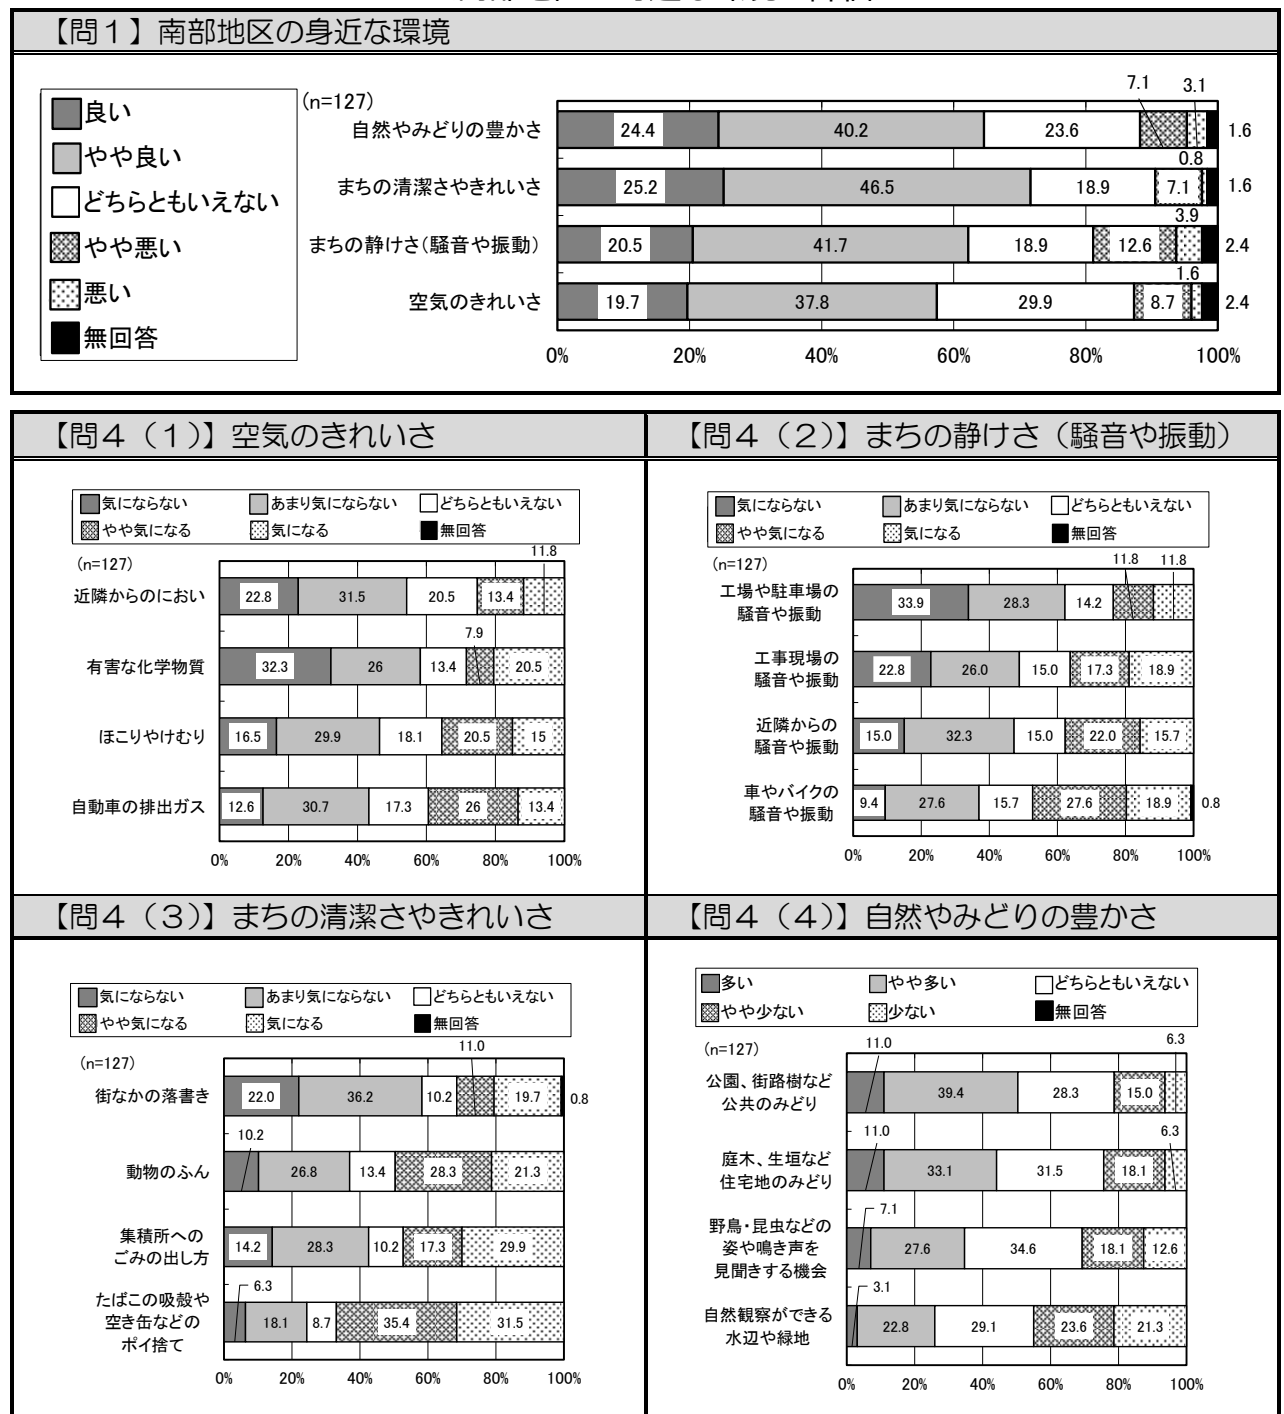 【問１】南部地区の身近な環境
良い
やや良い
どちらともいえない
やや悪い
悪い
無回答
(n=127)
7.1 3.1
自然やみどりの豊かさ 24.4 40.2 23.6 1.6
0.8
まちの清潔さやきれいさ 25.2 46.5 18.9 7.1 1.6
3.9
まちの静けさ（騒音や振動） 20.5 41.7 18.9 12.6 2.4
1.6
空気のきれいさ 19.7 37.8 29.9 8.7 2.4
0% 20% 40% 60% 80% 100%
【問４（１）】空気のきれいさ
気にならない あまり気にならない どちらともいえない
やや気になる 気になる 無回答
(n=127)
11.8
近隣からのにおい 22.8 31.5 20.5 13.4
7.9
有害な化学物質 32.3 26 13.4 20.5
ほこりやけむり 16.5 29.9 18.1 20.5 15
自動車の排出ガス 12.6 30.7 17.3 26 13.4
0% 20% 40% 60% 80% 100%
【問４（２）】まちの静けさ（騒音や振動）
気にならない あまり気にならない どちらともいえない
やや気になる 気になる 無回答
(n=127)
11.8 11.8
工場や駐車場の
騒音や振動 33.9 28.3 14.2
工事現場の
騒音や振動 22.8 26.0 15.0 17.3 18.9
近隣からの
騒音や振動 15.0 32.3 15.0 22.0 15.7
車やバイクの
騒音や振動 9.4 27.6 15.7 27.6 18.9 0.8
0% 20% 40% 60% 80% 100%
【問４（３）】まちの清潔さやきれいさ
気にならない あまり気にならない どちらともいえない
やや気になる 気になる 無回答
(n=127)
11.0
街なかの落書き 22.0 36.2 10.2 19.7 0.8
10.2
動物のふん 26.8 13.4 28.3 21.3
集積所への
ごみの出し方 14.2 28.3 10.2 17.3 29.9
6.3
たばこの吸殻や
空き缶などの
ポイ捨て 18.1 8.7 35.4 31.5
0% 20% 40% 60% 80% 100%
【問４（４）】自然やみどりの豊かさ
多い やや多い どちらともいえない
やや少ない 少ない 無回答
(n=127)
11.0 6.3
公園、街路樹など
公共のみどり 39.4 28.3 15.0
11.0 6.3
庭木、生垣など
住宅地のみどり 33.1 31.5 18.1
7.1
野鳥・昆虫などの
姿や鳴き声を
見聞きする機会 27.6 34.6 18.1 12.6
3.1
自然観察ができる
水辺や緑地 22.8 29.1 23.6 21.3
0% 20% 40% 60% 80% 100%